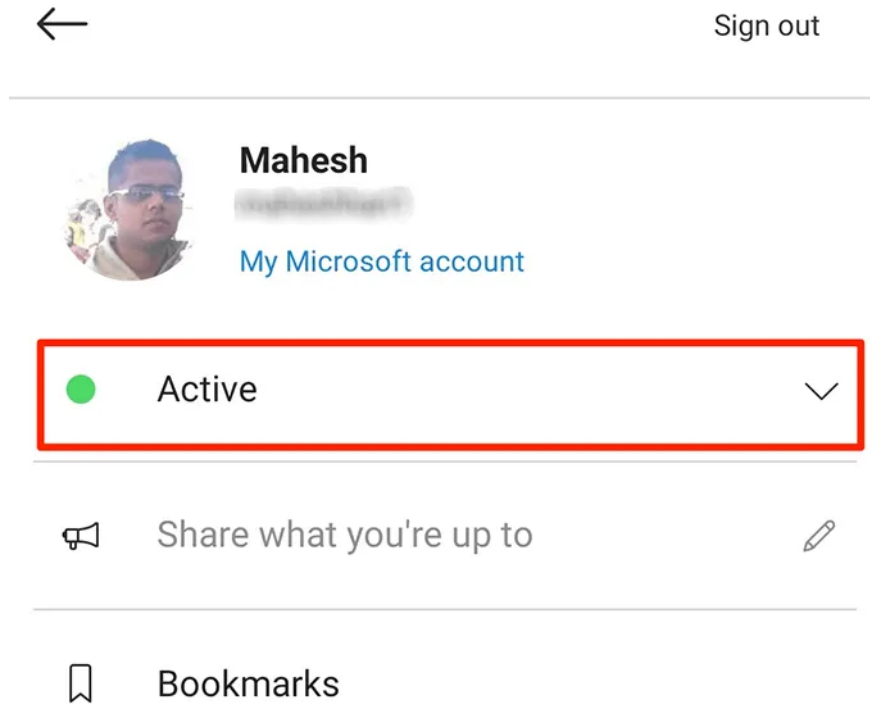 Sign out
Mahesh
My Microsoft account
Active
Share what you're up to
Bookmarks